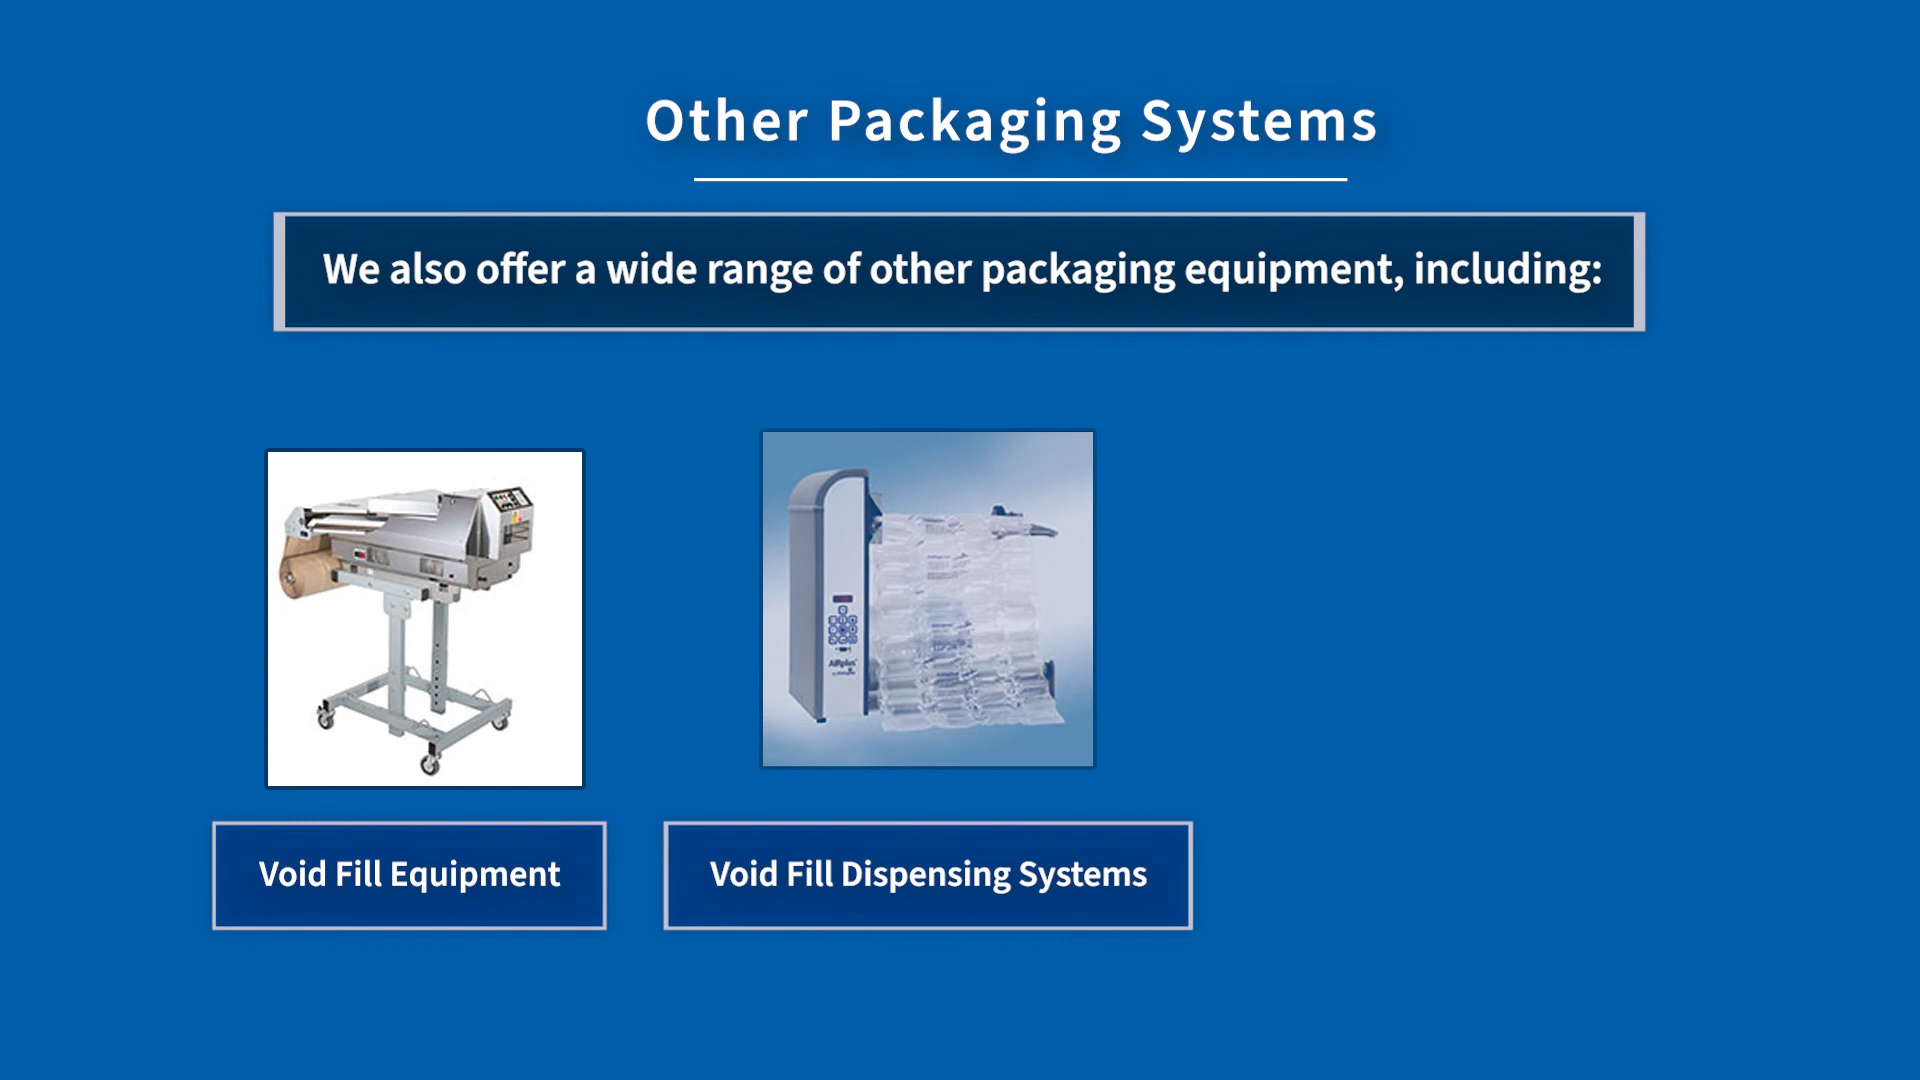 Other Packaging Systems
We also offer a wide range of other packaging equipment, including:
AIRplus
Void Fill Equipment
Void Fill Dispensing Systems